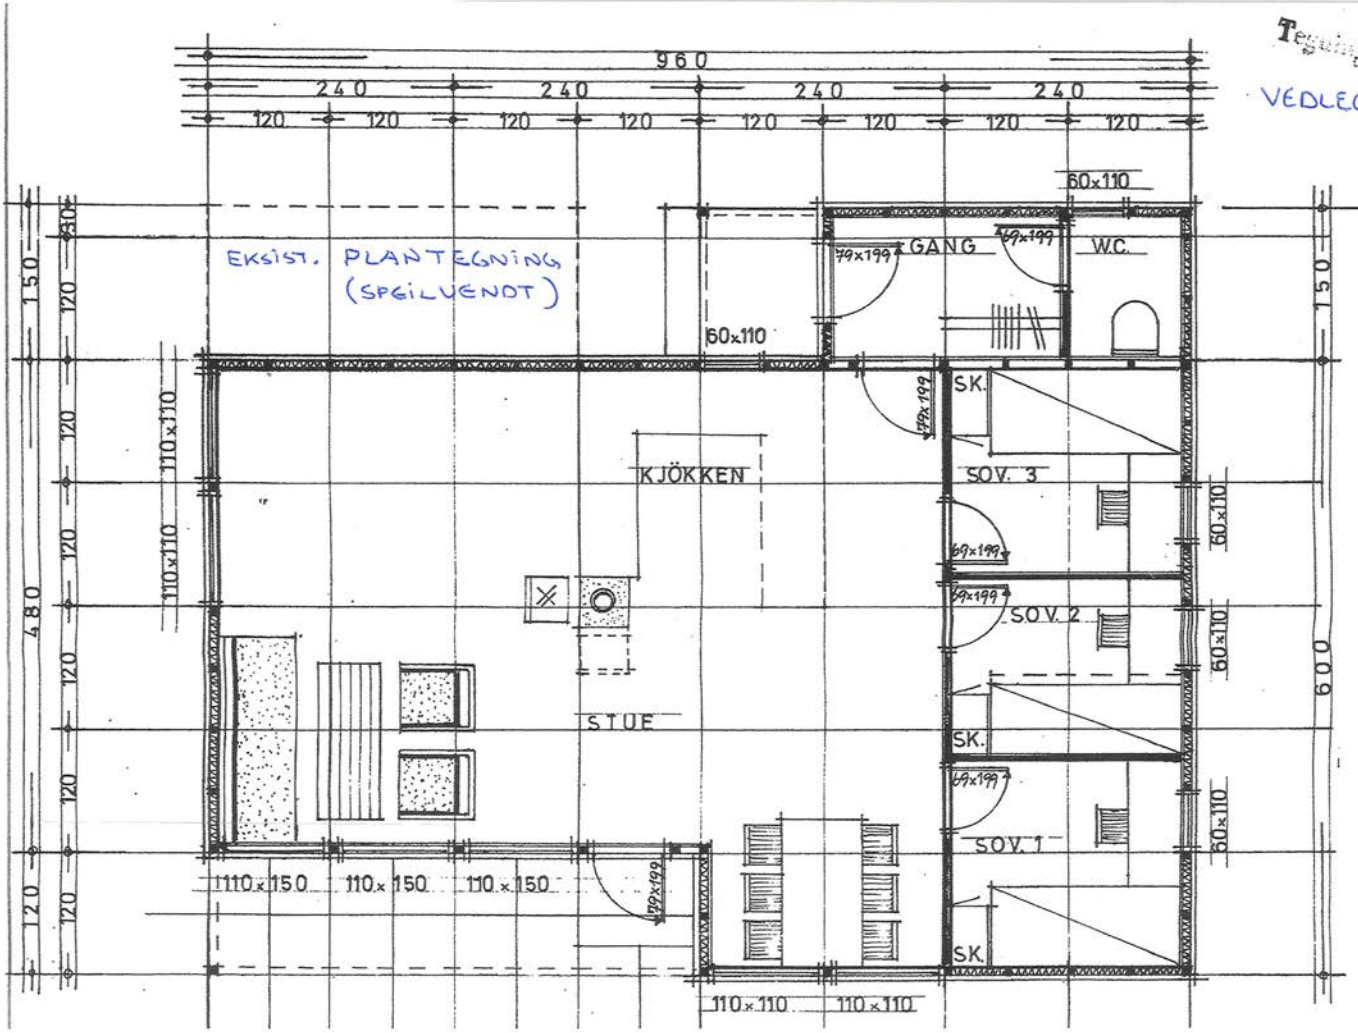 Tegning
VEDLEG
960
240 240 240 240
120 120 120 120 120 120 120 120
60x110
EKSIST. PLANTEGNING
(SPEILVENDT)
79x199 GANG 69x199 W.C.
60x110
150
30
120
150
110x110
110x110
79x199
SK.
KJÖKKEN
SOV. 3
69x199
60x110
480
120
120
120
120
69x199
SOV. 2
60x110
600
STUE
SK.
69x199
SOV. 1
60x110
110x150 110x150 110x150
79x199
120
120
SK.
110x110 110x110